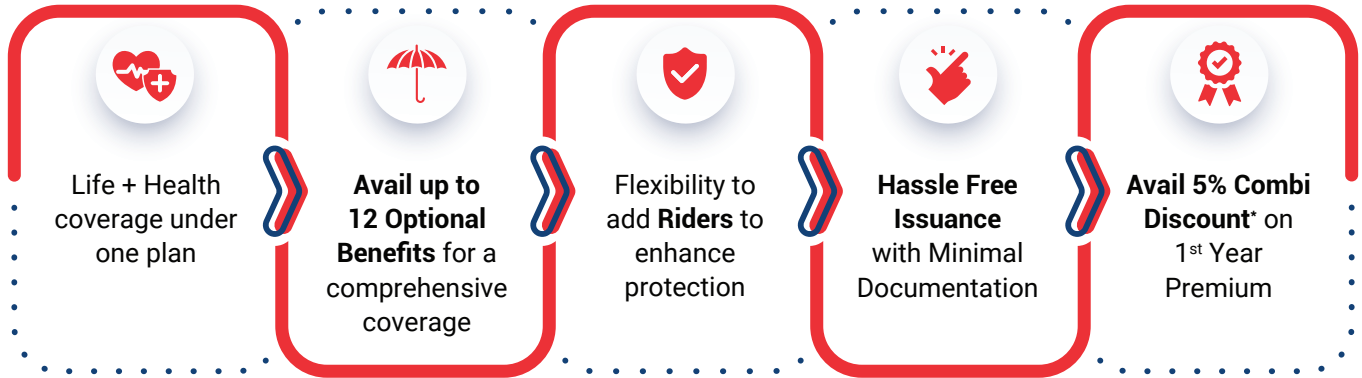 Life + Health
coverage under
one plan
Avail up to
12 Optional
Benefits for a
comprehensive
coverage
Flexibility to
add Riders to
enhance
protection
Hassle Free
Issuance
with Minimal
Documentation
Avail 5% Combi
Discount* on
1st Year
Premium